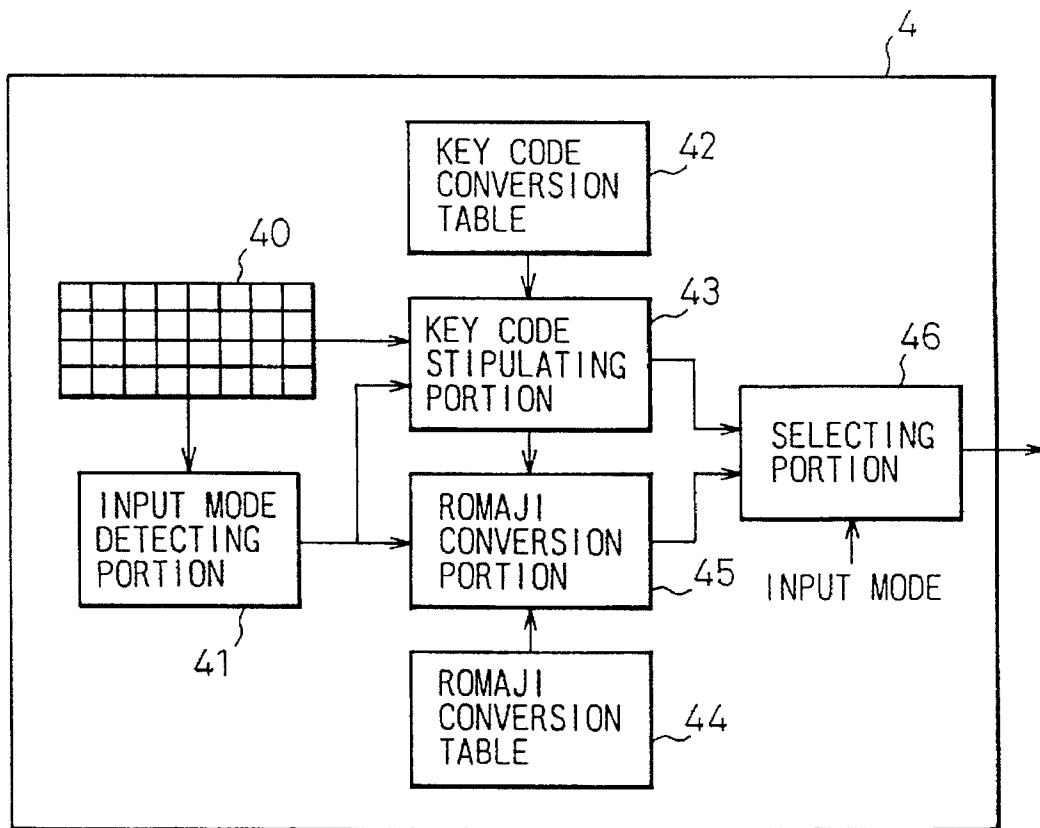 4
KEY CODE
CONVERSION
TABLE
42
40
KEY CODE
STIPULATING
PORTION
43
46
SELECTING
PORTION
INPUT MODE
DETECTING
PORTION
41
ROMAJI
CONVERSION
PORTION
45
INPUT MODE
ROMAJI
CONVERSION
TABLE
44